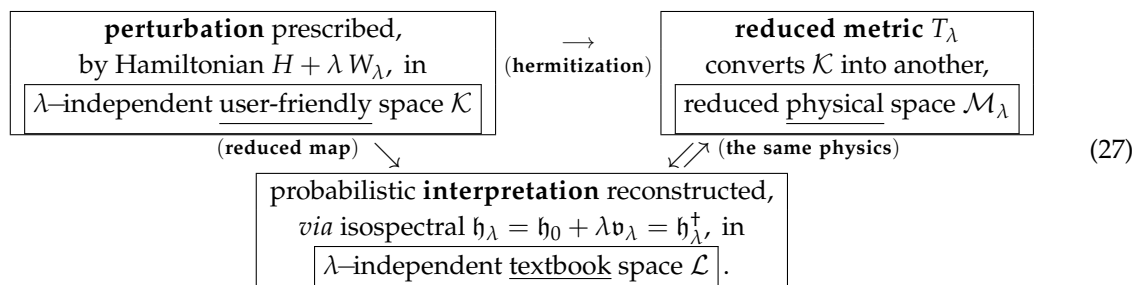 perturbation prescribed,
by Hamiltonian H + λ W_λ, in
λ–independent user-friendly space 𝒦
⟶
(hermitization)
reduced metric T_λ
converts 𝒦 into another,
reduced physical space ℳ_λ
(reduced map) ↘
↙↗ (the same physics)
(27)
probabilistic interpretation reconstructed,
via isospectral 𝔥_λ = 𝔥_0 + λ𝔳_λ = 𝔥_λ^†, in
λ–independent textbook space ℒ .